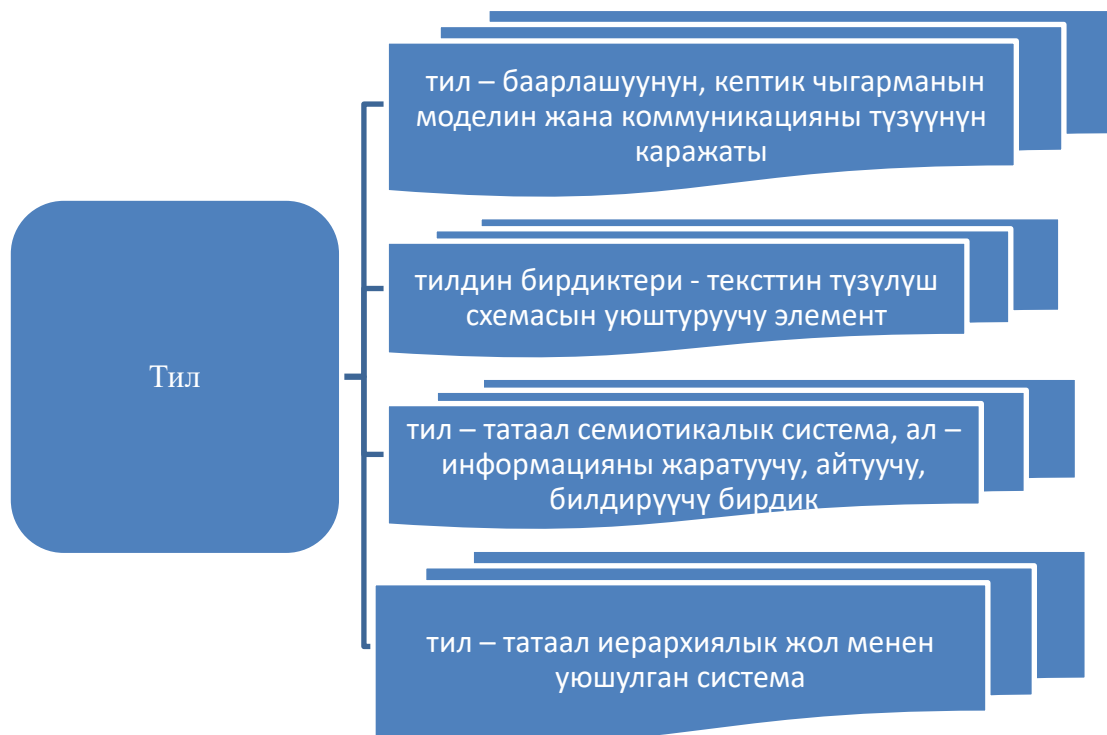 Тил
тил – баарлашуунун, кептик чыгарманын
моделин жана коммуникацияны түзүүнүн
каражаты
тилдин бирдиктери - тексттин түзүлүш
схемасын уюштуруучу элемент
тил – татаал семиотикалык система, ал –
информацияны жаратуучу, айтуучу,
билдирүүчү бирдик
тил – татаал иерархиялык жол менен
уюшулган система